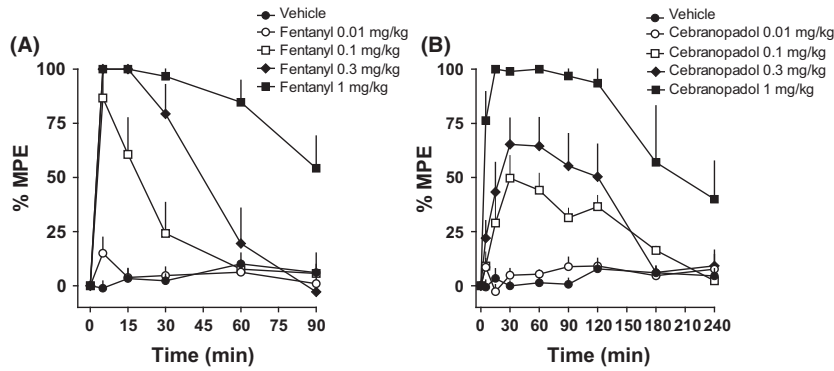 (A)
Vehicle
Fentanyl 0.01 mg/kg
Fentanyl 0.1 mg/kg
Fentanyl 0.3 mg/kg
Fentanyl 1 mg/kg
% MPE
100
75
50
25
0
0 15 30 45 60 75 90
Time (min)
(B)
Vehicle
Cebranopadol 0.01 mg/kg
Cebranopadol 0.1 mg/kg
Cebranopadol 0.3 mg/kg
Cebranopadol 1 mg/kg
% MPE
100
75
50
25
0
0 30 60 90 120 150 180 210 240
Time (min)